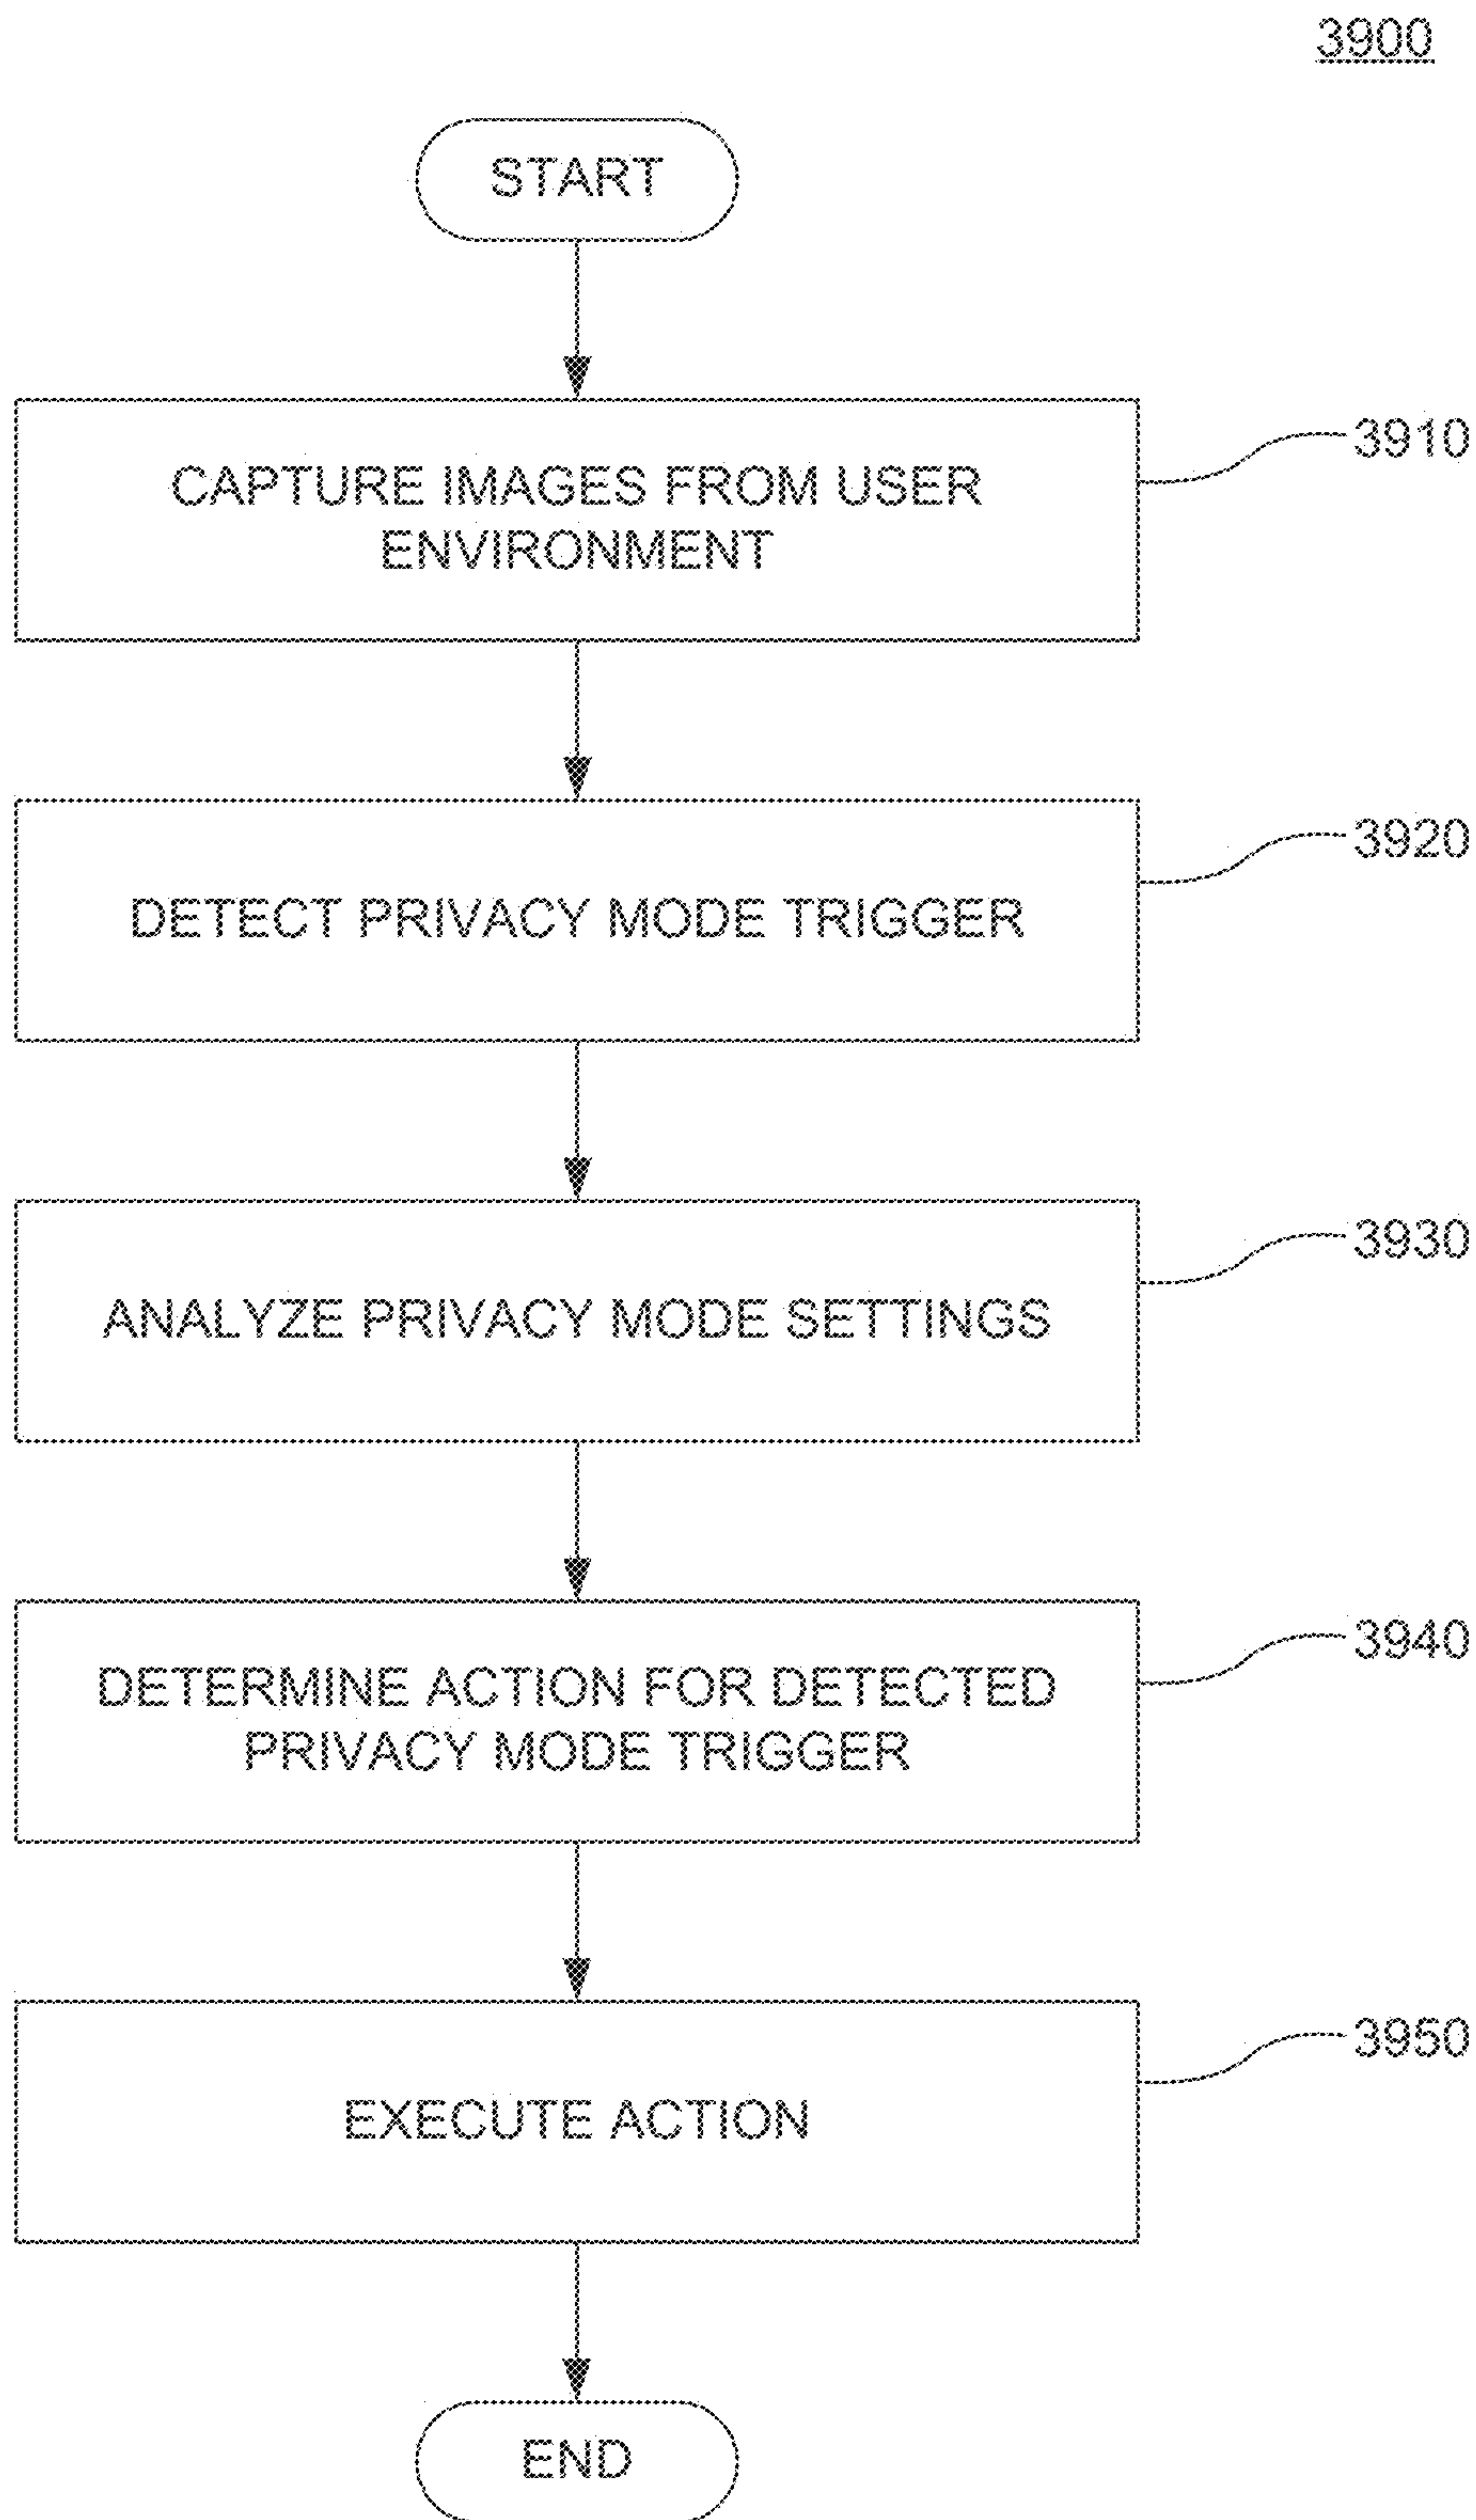 3900
START
CAPTURE IMAGES FROM USER
ENVIRONMENT
3910
DETECT PRIVACY MODE TRIGGER
3920
ANALYZE PRIVACY MODE SETTINGS
3930
DETERMINE ACTION FOR DETECTED
PRIVACY MODE TRIGGER
3940
EXECUTE ACTION
3950
END